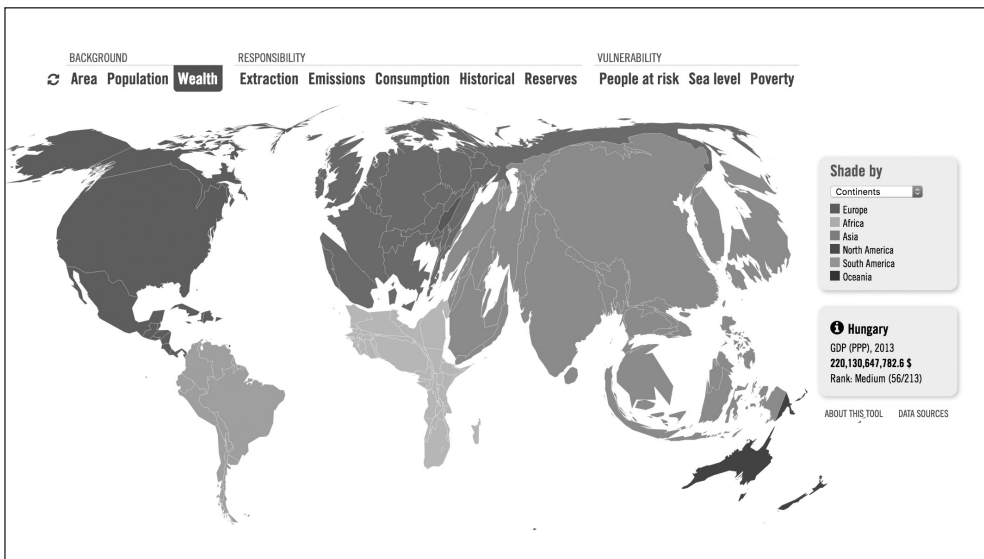 BACKGROUND
RESPONSIBILITY
VULNERABILITY
Area Population Wealth
Extraction Emissions Consumption Historical Reserves
People at risk Sea level Poverty
Shade by
Continents
Europe
Africa
Asia
North America
South America
Oceania
Hungary
GDP (PPP), 2013
220,130,647,782.6 $
Rank: Medium (56/213)
ABOUT THIS TOOL DATA SOURCES